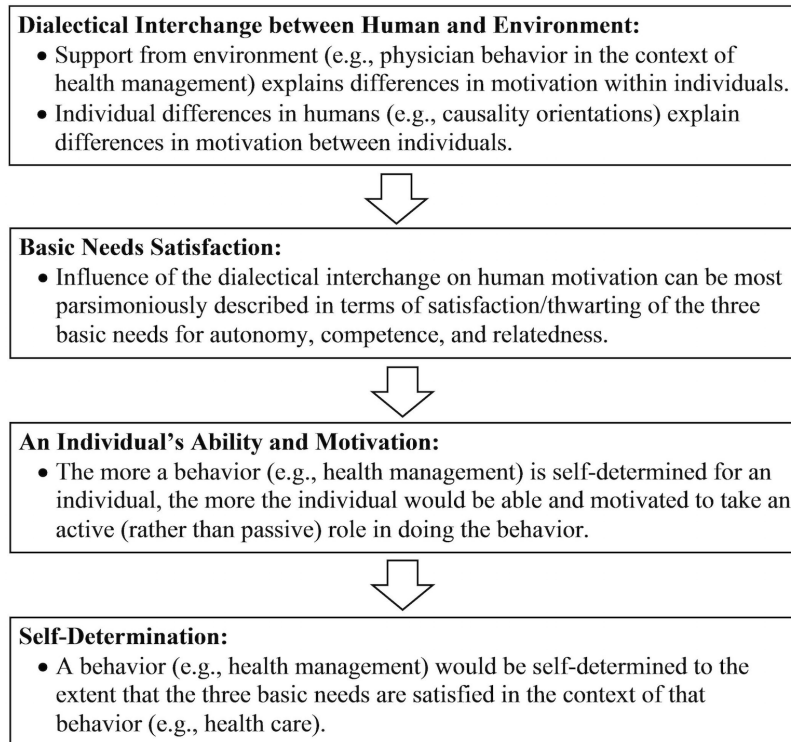 Dialectical Interchange between Human and Environment:
• Support from environment (e.g., physician behavior in the context of
health management) explains differences in motivation within individuals.
• Individual differences in humans (e.g., causality orientations) explain
differences in motivation between individuals.
Basic Needs Satisfaction:
• Influence of the dialectical interchange on human motivation can be most
parsimoniously described in terms of satisfaction/thwarting of the three
basic needs for autonomy, competence, and relatedness.
An Individual’s Ability and Motivation:
• The more a behavior (e.g., health management) is self-determined for an
individual, the more the individual would be able and motivated to take an
active (rather than passive) role in doing the behavior.
Self-Determination:
• A behavior (e.g., health management) would be self-determined to the
extent that the three basic needs are satisfied in the context of that
behavior (e.g., health care).